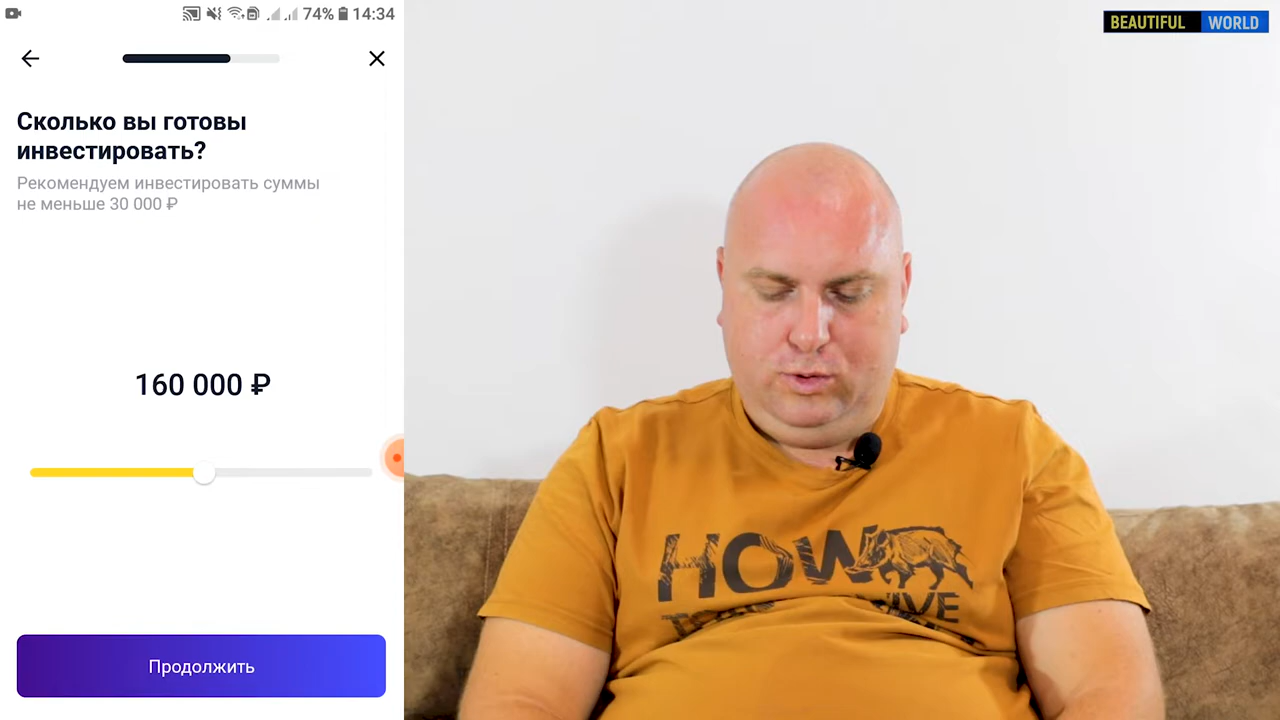 74% 14:34
Сколько вы готовы
инвестировать?
Рекомендуем инвестировать суммы
не меньше 30 000 ₽
160 000 ₽
Продолжить
BEAUTIFUL WORLD
HOW